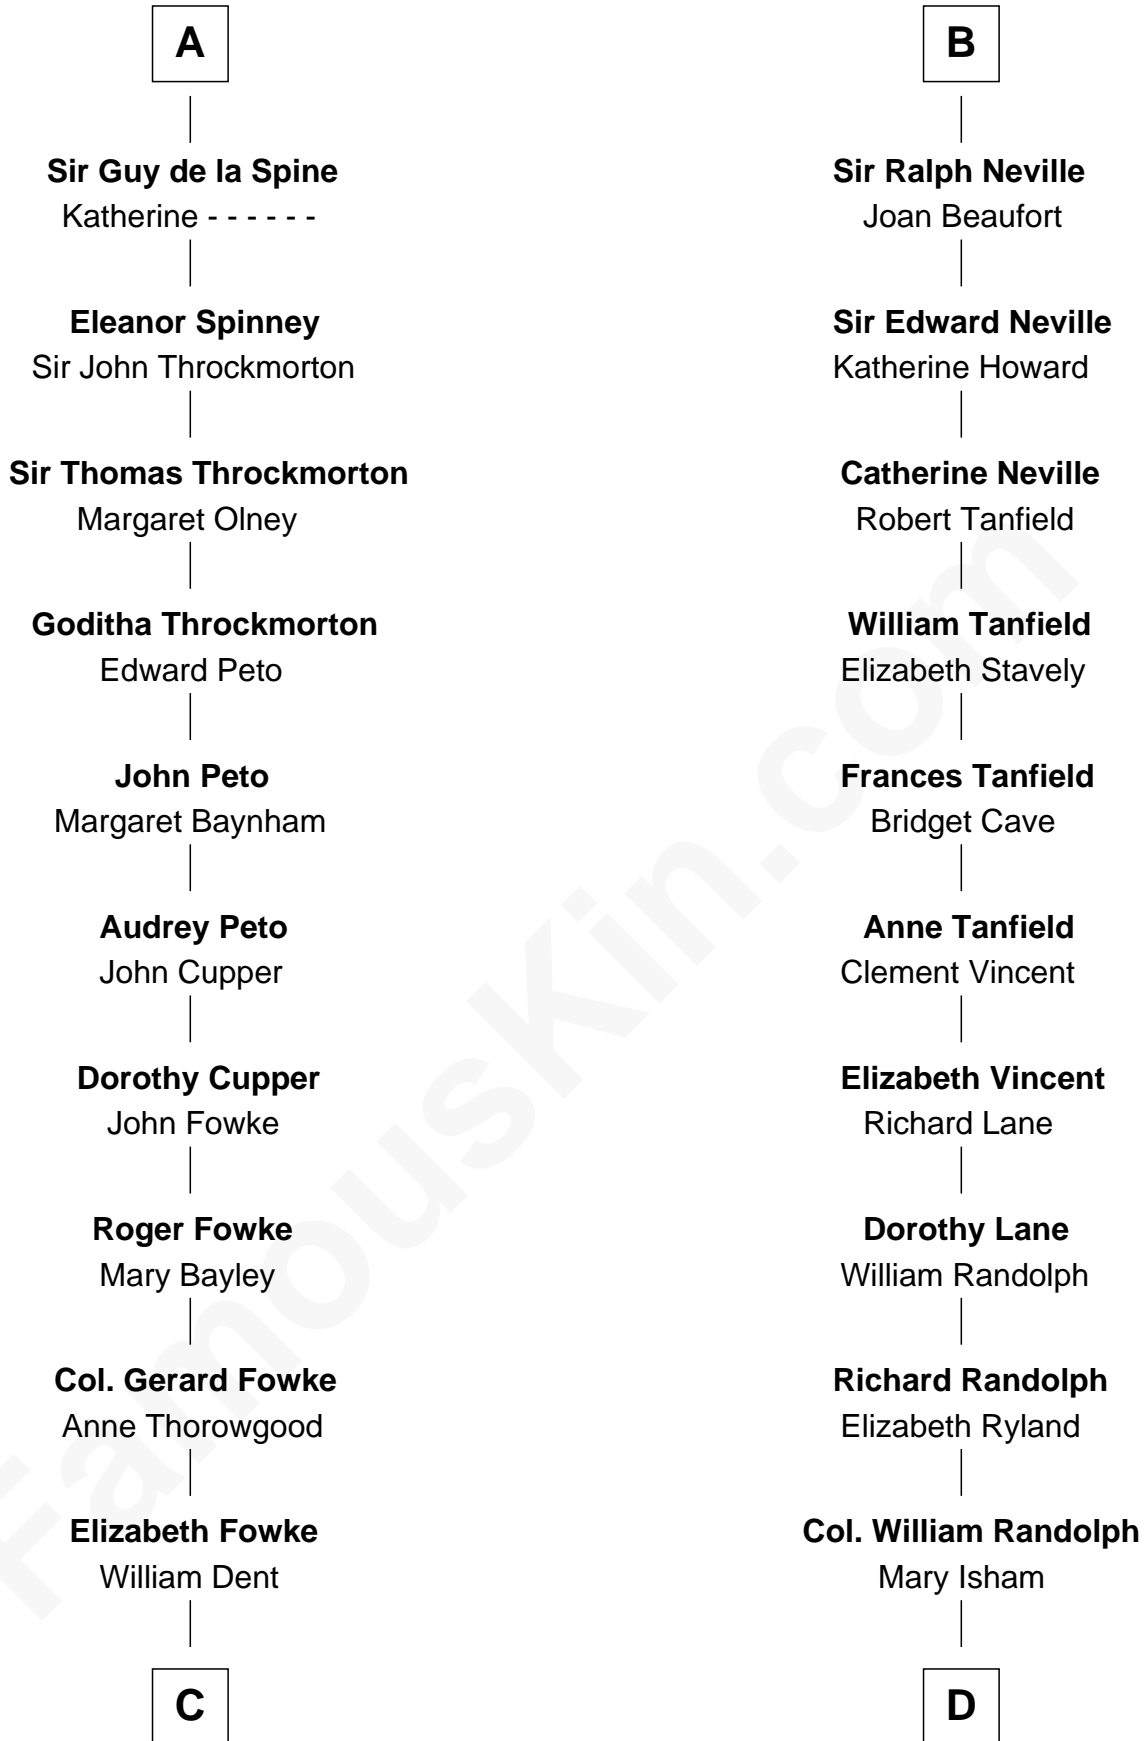 A
Sir Guy de la Spine
Katherine - - - - - -
Eleanor Spinney
Sir John Throckmorton
Sir Thomas Throckmorton
Margaret Olney
Goditha Throckmorton
Edward Peto
John Peto
Margaret Baynham
Audrey Peto
John Cupper
Dorothy Cupper
John Fowke
Roger Fowke
Mary Bayley
Col. Gerard Fowke
Anne Thorowgood
Elizabeth Fowke
William Dent
C
B
Sir Ralph Neville
Joan Beaufort
Sir Edward Neville
Katherine Howard
Catherine Neville
Robert Tanfield
William Tanfield
Elizabeth Stavely
Frances Tanfield
Bridget Cave
Anne Tanfield
Clement Vincent
Elizabeth Vincent
Richard Lane
Dorothy Lane
William Randolph
Richard Randolph
Elizabeth Ryland
Col. William Randolph
Mary Isham
D
FamousKin.com